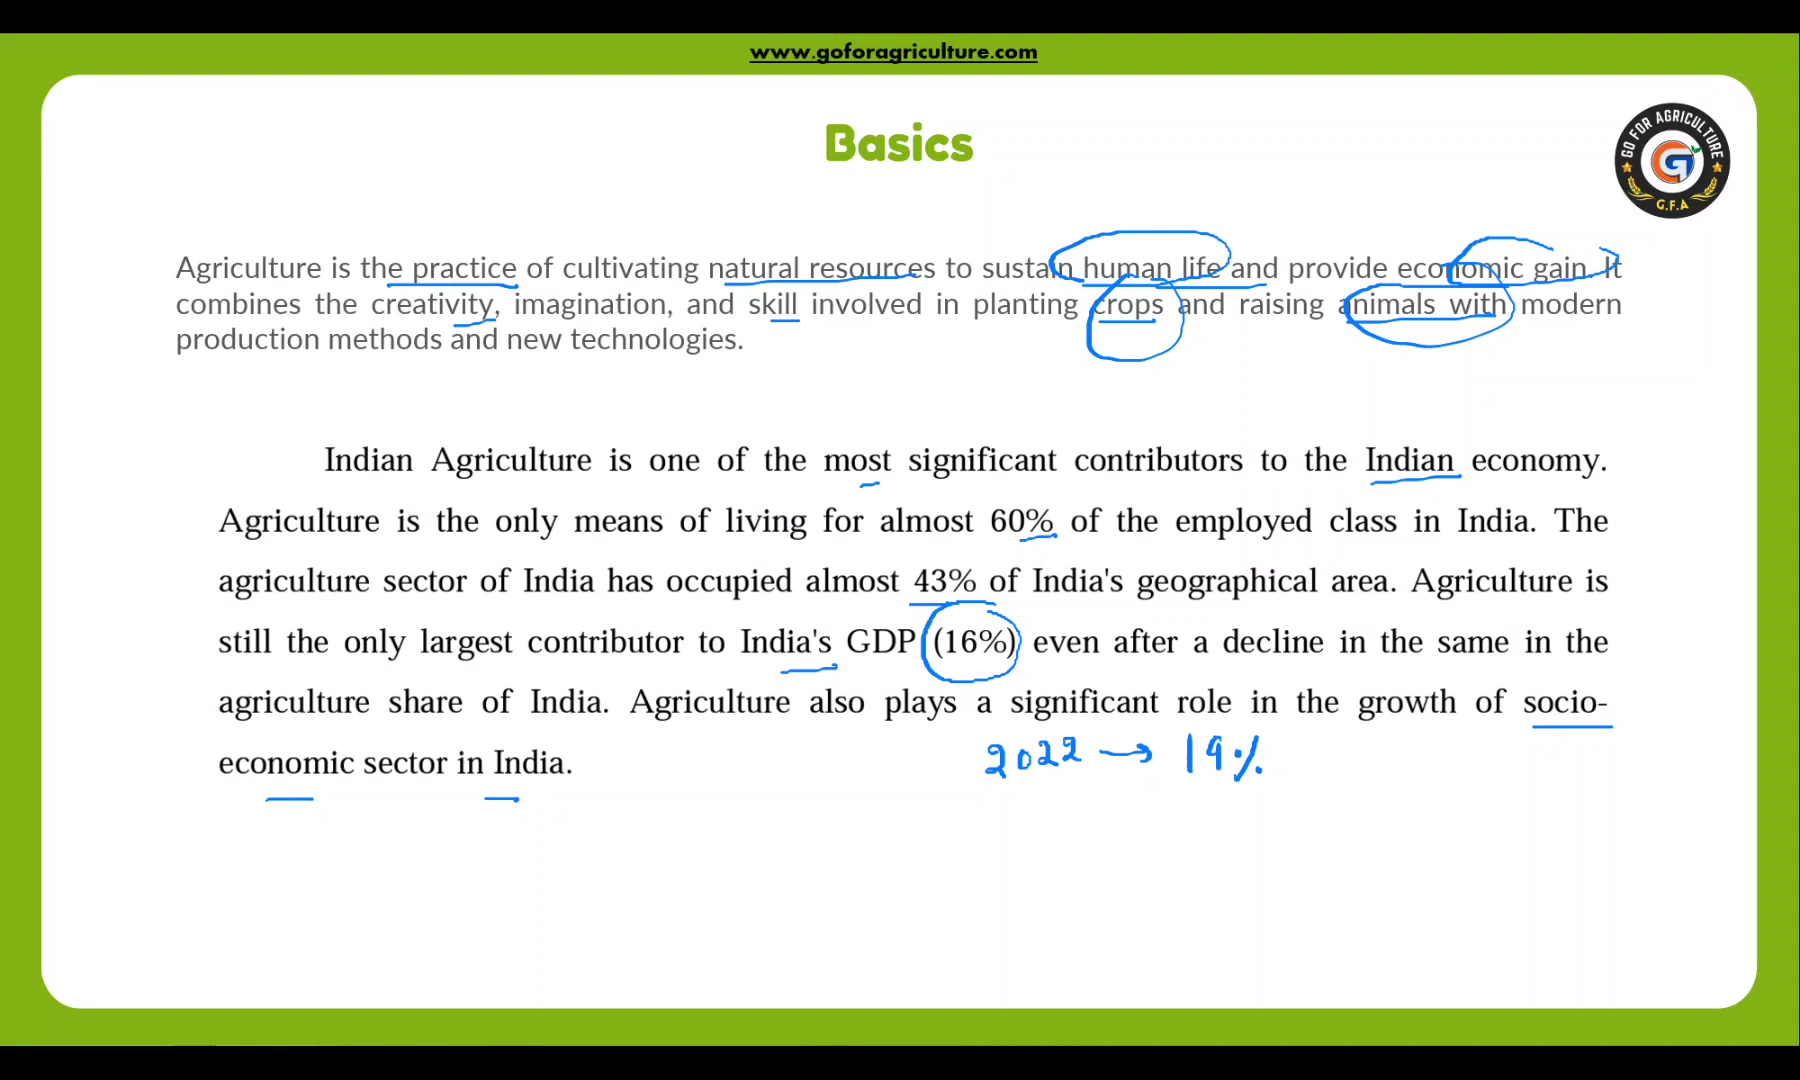 www.goforagriculture.com
Basics
GO FOR AGRICULTURE
G
G.F.A
Agriculture is the practice of cultivating natural resources to sustain human life and provide economic gain. It
combines the creativity, imagination, and skill involved in planting crops and raising animals with modern
production methods and new technologies.
Indian Agriculture is one of the most significant contributors to the Indian economy.
Agriculture is the only means of living for almost 60% of the employed class in India. The
agriculture sector of India has occupied almost 43% of India's geographical area. Agriculture is
still the only largest contributor to India's GDP (16%) even after a decline in the same in the
agriculture share of India. Agriculture also plays a significant role in the growth of socio-
economic sector in India.
2022 → 19%